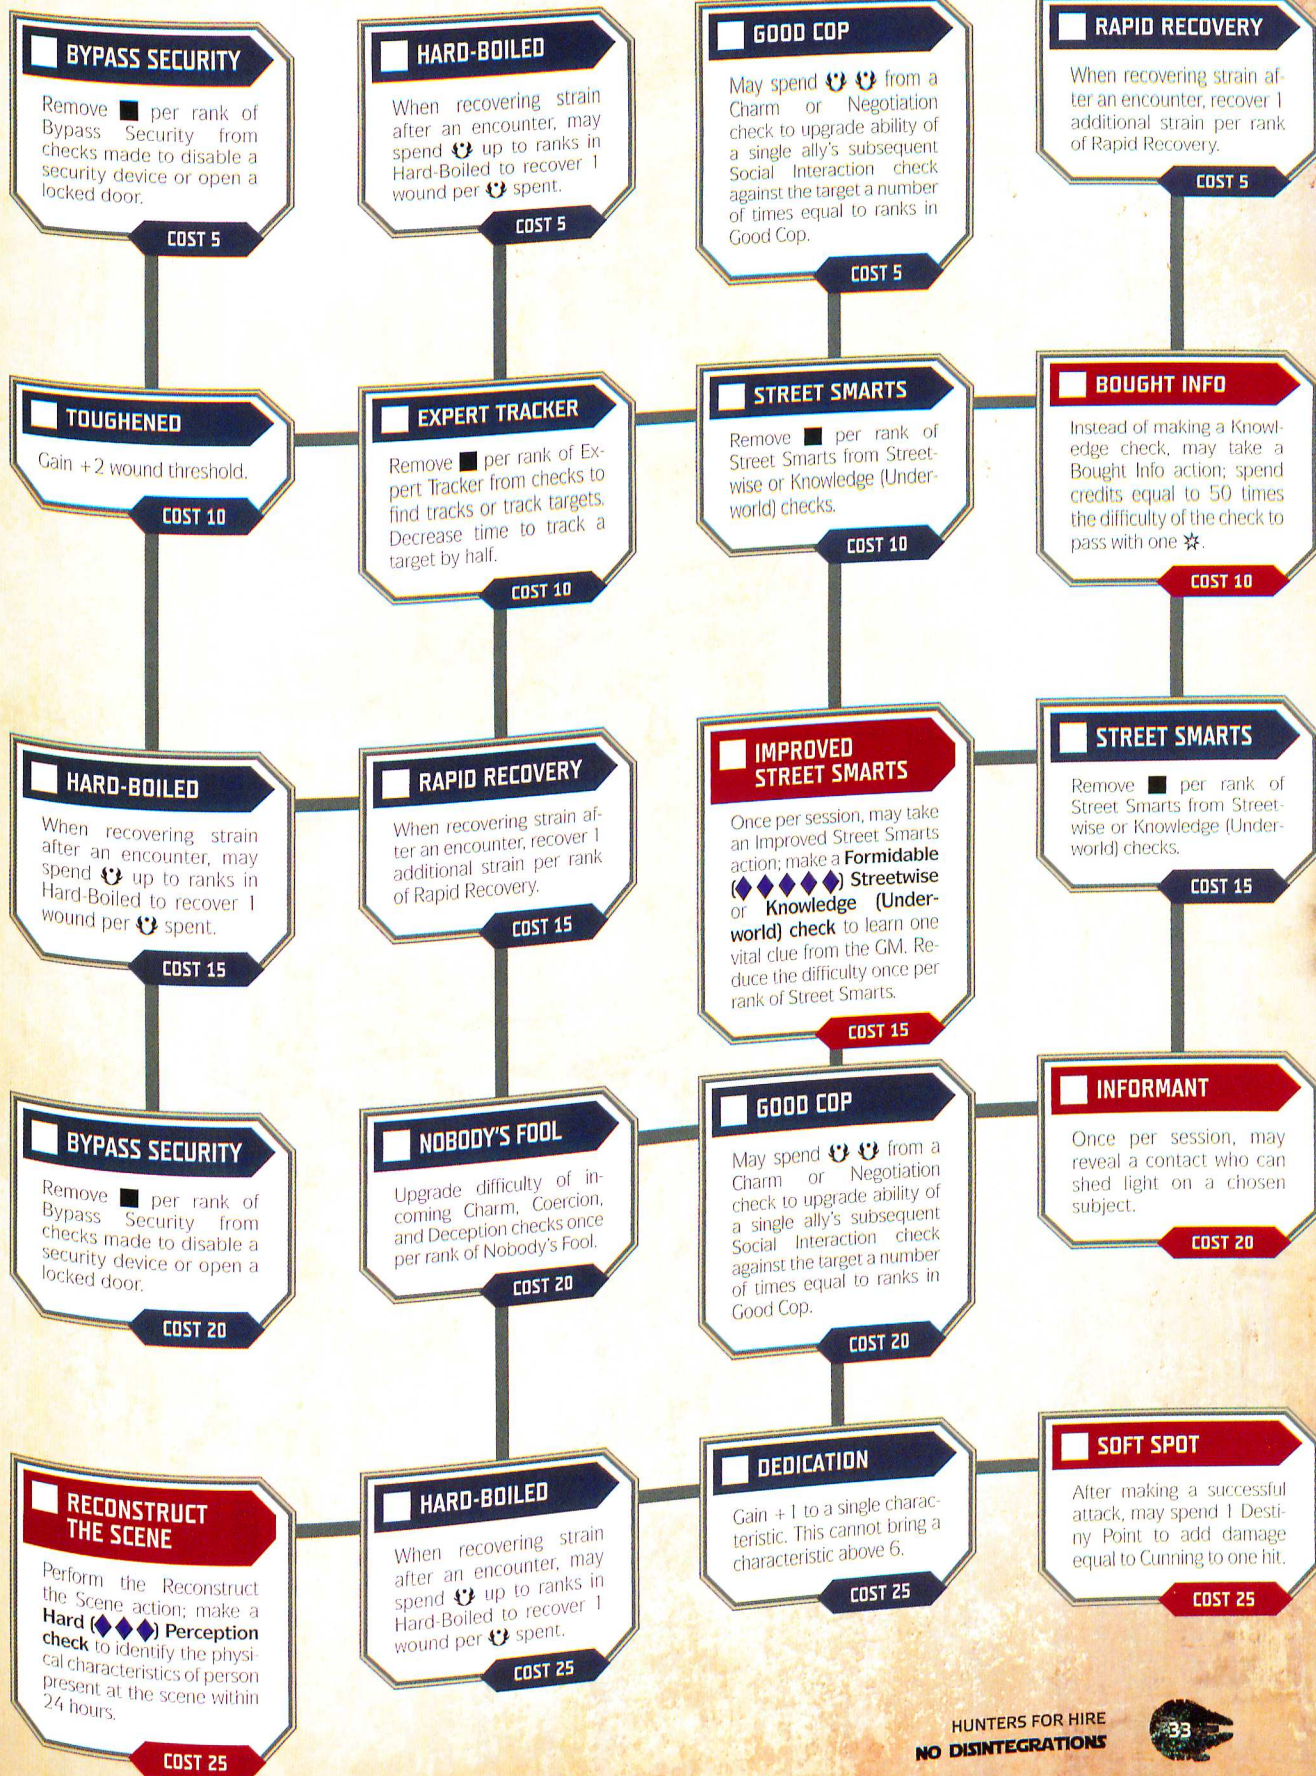 BYPASS SECURITY
Remove ■ per rank of
Bypass Security from
checks made to disable a
security device or open a
locked door.
COST 5
HARD-BOILED
When recovering strain
after an encounter, may
spend up to ranks in
Hard-Boiled to recover 1
wound per spent.
COST 5
GOOD COP
May spend from a
Charm or Negotiation
check to upgrade ability of
a single ally's subsequent
Social Interaction check
against the target a number
of times equal to ranks in
Good Cop.
COST 5
RAPID RECOVERY
When recovering strain af-
ter an encounter, recover 1
additional strain per rank
of Rapid Recovery.
COST 5
TOUGHENED
Gain +2 wound threshold.
COST 10
EXPERT TRACKER
Remove ■ per rank of Ex-
pert Tracker from checks to
find tracks or track targets.
Decrease time to track a
target by half.
COST 10
STREET SMARTS
Remove ■ per rank of
Street Smarts from Street-
wise or Knowledge (Under-
world) checks.
COST 10
BOUGHT INFO
Instead of making a Knowl-
edge check, may take a
Bought Info action; spend
credits equal to 50 times
the difficulty of the check to
pass with one .
COST 10
HARD-BOILED
When recovering strain
after an encounter, may
spend up to ranks in
Hard-Boiled to recover 1
wound per spent.
COST 15
RAPID RECOVERY
When recovering strain af-
ter an encounter, recover 1
additional strain per rank
of Rapid Recovery.
COST 15
IMPROVED
STREET SMARTS
Once per session, may take
an Improved Street Smarts
action; make a Formidable
(◆◆◆◆◆) Streetwise
or Knowledge (Under-
world) check to learn one
vital clue from the GM. Re-
duce the difficulty once per
rank of Street Smarts.
COST 15
STREET SMARTS
Remove ■ per rank of
Street Smarts from Street-
wise or Knowledge (Under-
world) checks.
COST 15
BYPASS SECURITY
Remove ■ per rank of
Bypass Security from
checks made to disable a
security device or open a
locked door.
COST 20
NOBODY'S FOOL
Upgrade difficulty of in-
coming Charm, Coercion,
and Deception checks once
per rank of Nobody's Fool.
COST 20
GOOD COP
May spend from a
Charm or Negotiation
check to upgrade ability of
a single ally's subsequent
Social Interaction check
against the target a number
of times equal to ranks in
Good Cop.
COST 20
INFORMANT
Once per session, may
reveal a contact who can
shed light on a chosen
subject.
COST 20
RECONSTRUCT
THE SCENE
Perform the Reconstruct
the Scene action; make a
Hard (◆◆◆) Perception
check to identify the physi-
cal characteristics of person
present at the scene within
24 hours.
COST 25
HARD-BOILED
When recovering strain
after an encounter, may
spend up to ranks in
Hard-Boiled to recover 1
wound per spent.
COST 25
DEDICATION
Gain +1 to a single charac-
teristic. This cannot bring a
characteristic above 6.
COST 25
SOFT SPOT
After making a successful
attack, may spend 1 Desti-
ny Point to add damage
equal to Cunning to one hit.
COST 25
HUNTERS FOR HIRE
NO DISINTEGRATIONS
33